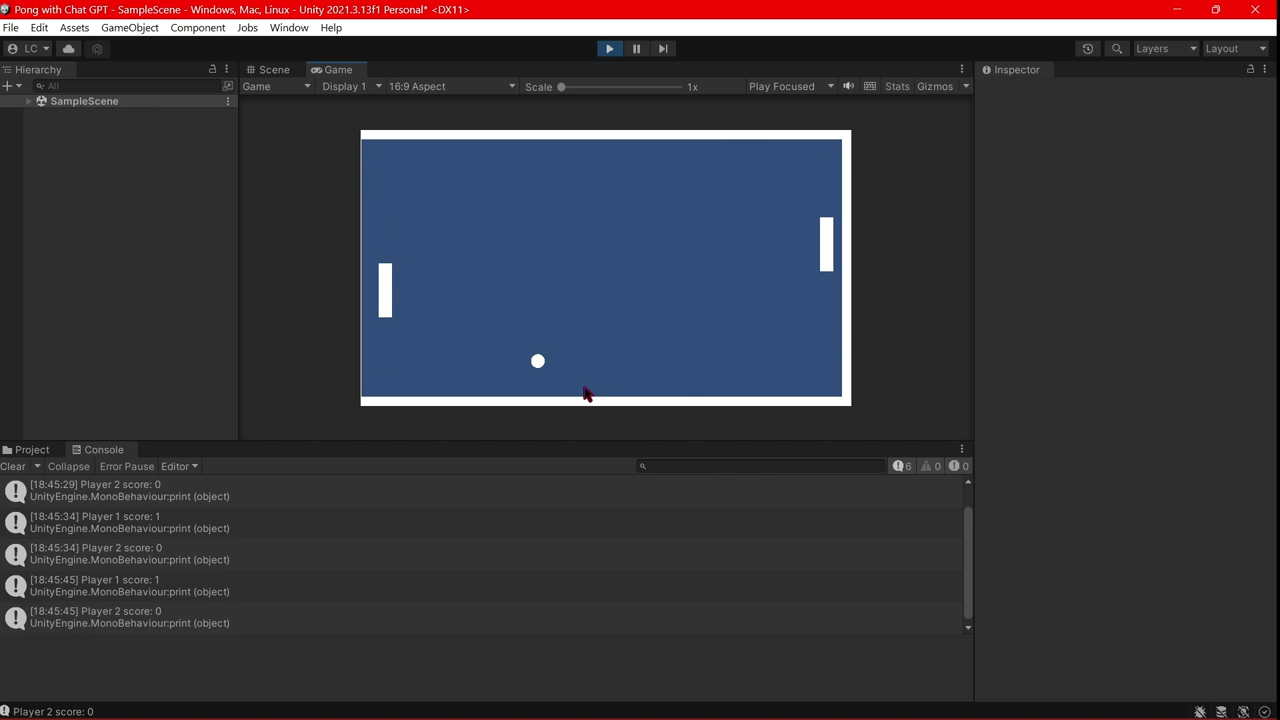 Pong with Chat GPT - SampleScene - Windows, Mac, Linux - Unity 2021.3.13f1 Personal* <DX11>
File Edit Assets GameObject Component Jobs Window Help
LC Layers Layout
Hierarchy Scene Game Inspector
All Game Display 1 16:9 Aspect Scale 1x Play Focused Stats Gizmos
SampleScene
Project Console
Clear Collapse Error Pause Editor 6 0 0
[18:45:29] Player 2 score: 0
UnityEngine.MonoBehaviour:print (object)
[18:45:34] Player 1 score: 1
UnityEngine.MonoBehaviour:print (object)
[18:45:34] Player 2 score: 0
UnityEngine.MonoBehaviour:print (object)
[18:45:45] Player 1 score: 1
UnityEngine.MonoBehaviour:print (object)
[18:45:45] Player 2 score: 0
UnityEngine.MonoBehaviour:print (object)
Player 2 score: 0